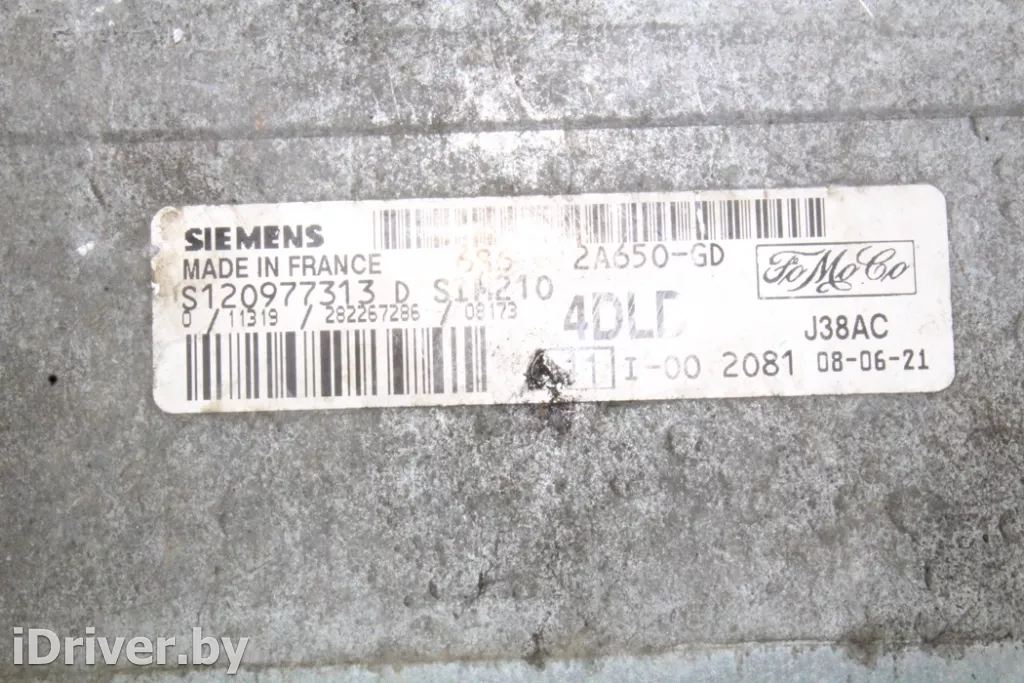 SIEMENS
MADE IN FRANCE 2A650-GD
FoMoCo
S120977313 D SIM210
0 / 11319 / 282267286 / 08173
4DLD
J38AC
1 I-00 2081 08-06-21
iDriver.by